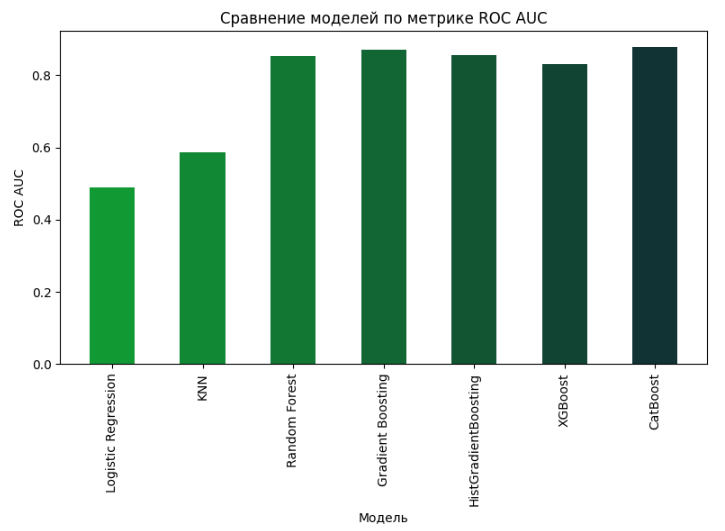 Сравнение моделей по метрике ROC AUC
ROC AUC
0.8
0.6
0.4
0.2
0.0
Logistic Regression
KNN
Random Forest
Gradient Boosting
HistGradientBoosting
XGBoost
CatBoost
Модель